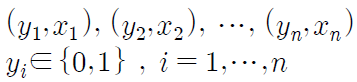 (y₁,x₁), (y₂,x₂), ⋯, (yₙ,xₙ)
yᵢ∈{0,1} , i=1,⋯,n